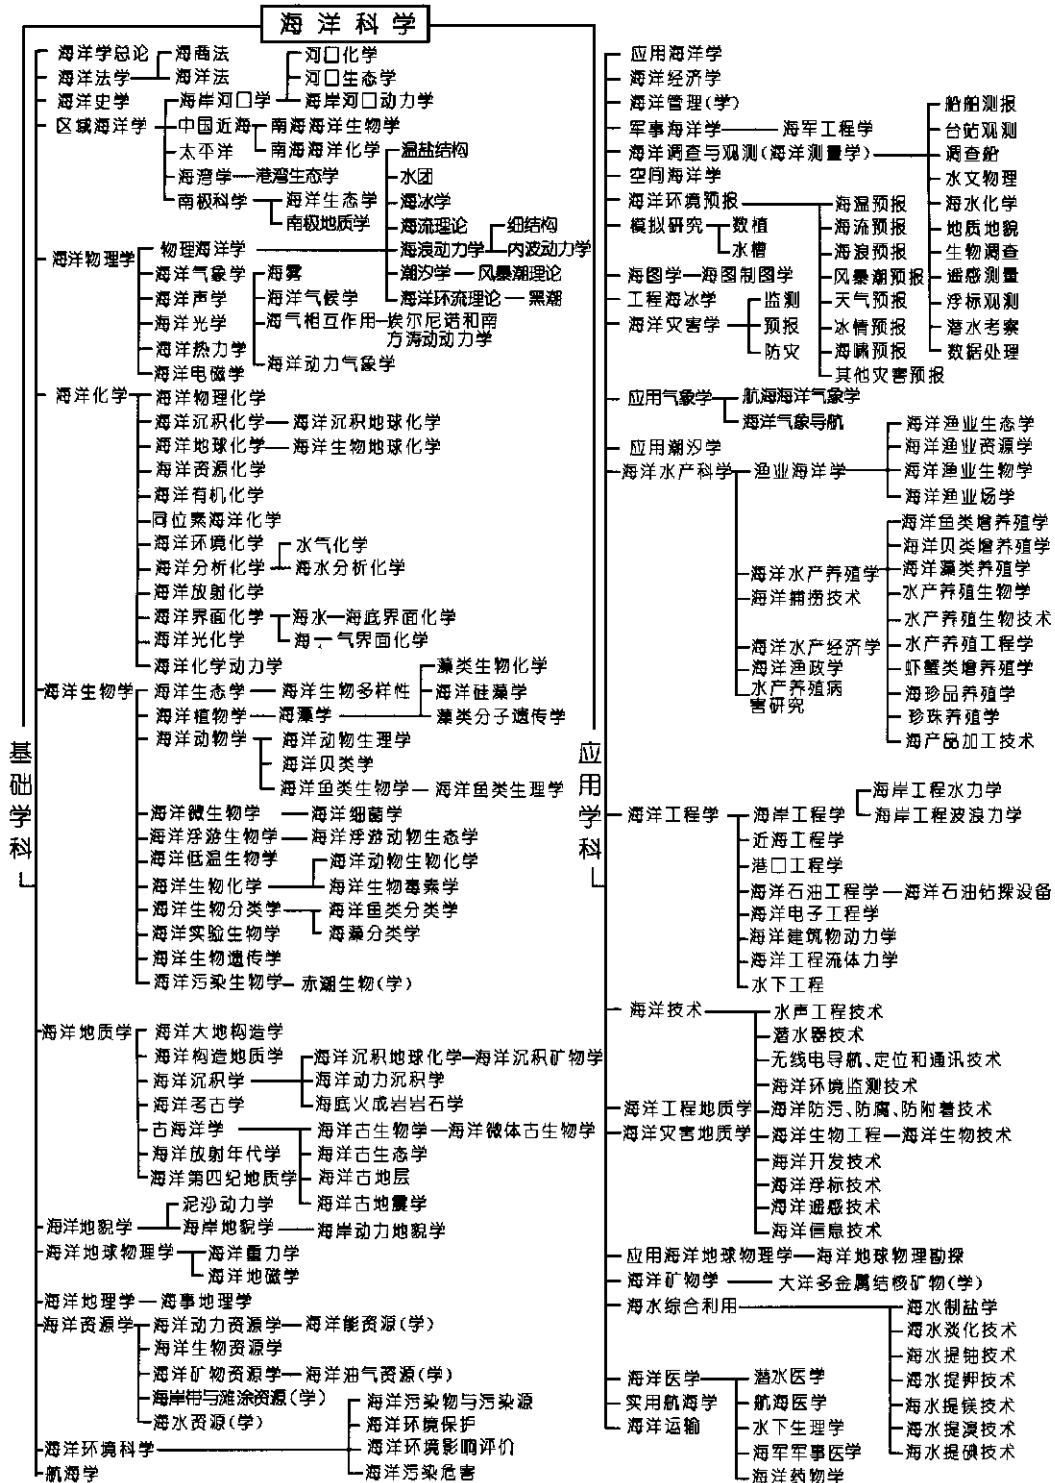 海洋科学
基础学科
海洋学总论
海商法
海洋法学
海洋法
海洋史学
区域海洋学
海岸河口学
河口化学
河口生态学
海岸河口动力学
中国近海
南海海洋生物学
南海海洋化学
太平洋
海湾学
港湾生态学
南极科学
海洋生态学
南极地质学
海洋物理学
物理海洋学
温盐结构
水团
海冰学
海流理论
海浪动力学
细结构
内波动力学
潮汐学
风暴潮理论
海洋环流理论
黑潮
海洋气象学
海雾
海洋气候学
海气相互作用
埃尔尼诺和南
方涛动动力学
海洋动力气象学
海洋声学
海洋光学
海洋热力学
海洋电磁学
海洋化学
海洋物理化学
海洋沉积化学
海洋沉积地球化学
海洋地球化学
海洋生物地球化学
海洋资源化学
海洋有机化学
同位素海洋化学
海洋环境化学
海洋分析化学
水气化学
海水分析化学
海洋放射化学
海洋界面化学
海水—海底界面化学
海—气界面化学
海洋光化学
海洋化学动力学
海洋生物学
海洋生态学
海洋生物多样性
海洋植物学
海藻学
藻类生物化学
海洋硅藻学
藻类分子遗传学
海洋动物学
海洋动物生理学
海洋贝类学
海洋鱼类生物学
海洋鱼类生理学
海洋微生物学
海洋细菌学
海洋浮游生物学
海洋浮游动物生态学
海洋低温生物学
海洋生物化学
海洋动物生物化学
海洋生物毒素学
海洋生物分类学
海洋鱼类分类学
海藻分类学
海洋实验生物学
海洋生物遗传学
海洋污染生物学
赤潮生物(学)
海洋地质学
海洋大地构造学
海洋构造地质学
海洋沉积学
海洋沉积地球化学
海洋沉积矿物学
海洋动力沉积学
海底火成岩岩石学
海洋考古学
古海洋学
海洋古生物学
海洋微体古生物学
海洋古生态学
海洋古地层
海洋古地震学
海洋放射年代学
海洋第四纪地质学
海洋地貌学
泥沙动力学
海岸地貌学
海岸动力地貌学
海洋地球物理学
海洋重力学
海洋地磁学
海洋地理学
海事地理学
海洋资源学
海洋动力资源学
海洋能资源(学)
海洋生物资源学
海洋矿物资源学
海洋油气资源(学)
海岸带与滩涂资源(学)
海水资源(学)
海洋环境科学
海洋污染物与污染源
海洋环境保护
海洋环境影响评价
海洋污染危害
航海学
应用学科
应用海洋学
海洋经济学
海洋管理(学)
军事海洋学
海军工程学
海洋调查与观测(海洋测量学)
船舶测报
台站观测
调查船
水文物理
海水化学
地质地貌
生物调查
遥感测量
浮标观测
潜水考察
数据处理
空间海洋学
海洋环境预报
海温预报
海流预报
海浪预报
风暴潮预报
天气预报
冰情预报
海啸预报
其他灾害预报
模拟研究
数植
水槽
海图学
海图制图学
工程海冰学
海洋灾害学
监测
预报
防灾
应用气象学
航海海洋气象学
海洋气象导航
应用潮汐学
海洋水产科学
渔业海洋学
海洋渔业生态学
海洋渔业资源学
海洋渔业生物学
海洋渔业场学
海洋水产养殖学
海洋鱼类增养殖学
海洋贝类增养殖学
海洋藻类养殖学
水产养殖生物学
水产养殖生物技术
水产养殖工程学
虾蟹类增养殖学
海珍品养殖学
珍珠养殖学
海产品加工技术
海洋捕捞技术
海洋水产经济学
海洋渔政学
水产养殖病
害研究
海洋工程学
海岸工程学
海岸工程水力学
海岸工程波浪力学
近海工程学
港口工程学
海洋石油工程学
海洋石油钻探设备
海洋电子工程学
海洋建筑物动力学
海洋工程流体力学
水下工程
海洋技术
水声工程技术
潜水器技术
无线电导航、定位和通讯技术
海洋环境监测技术
海洋防污、防腐、防附着技术
海洋生物工程
海洋生物技术
海洋开发技术
海洋浮标技术
海洋遥感技术
海洋信息技术
海洋工程地质学
海洋灾害地质学
应用海洋地球物理学
海洋地球物理勘探
海洋矿物学
大洋多金属结核矿物(学)
海水综合利用
海水制盐学
海水淡化技术
海水提铀技术
海水提钾技术
海水提镁技术
海水提溴技术
海水提碘技术
海洋医学
潜水医学
航海医学
水下生理学
海军军事医学
海洋药物学
实用航海学
海洋运输